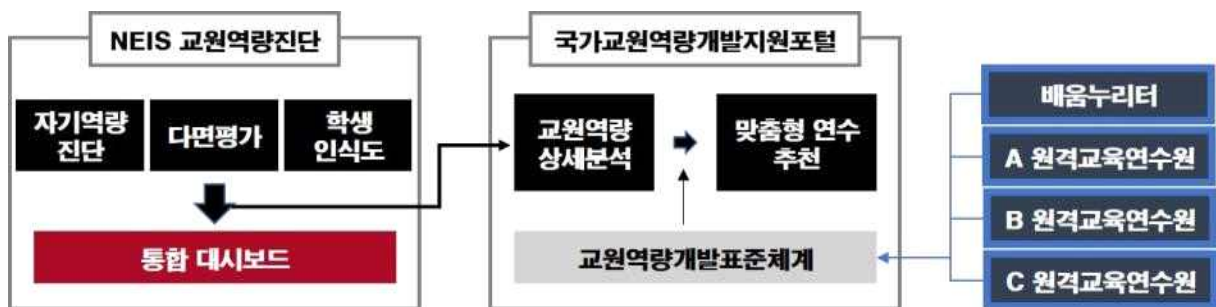 NEIS 교원역량진단
자기역량
진단
다면평가
학생
인식도
통합 대시보드
국가교원역량개발지원포털
교원역량
상세분석
맞춤형 연수
추천
교원역량개발표준체계
배움누리터
A 원격교육연수원
B 원격교육연수원
C 원격교육연수원